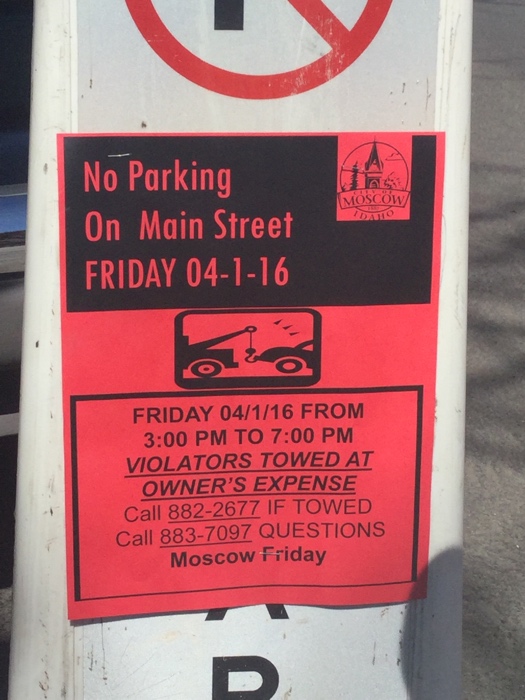 No Parking
On Main Street
FRIDAY 04-1-16
CITY OF
MOSCOW
IDAHO
FRIDAY 04/1/16 FROM
3:00 PM TO 7:00 PM
VIOLATORS TOWED AT
OWNER'S EXPENSE
Call 882-2677 IF TOWED
Call 883-7097 QUESTIONS
Moscow Friday